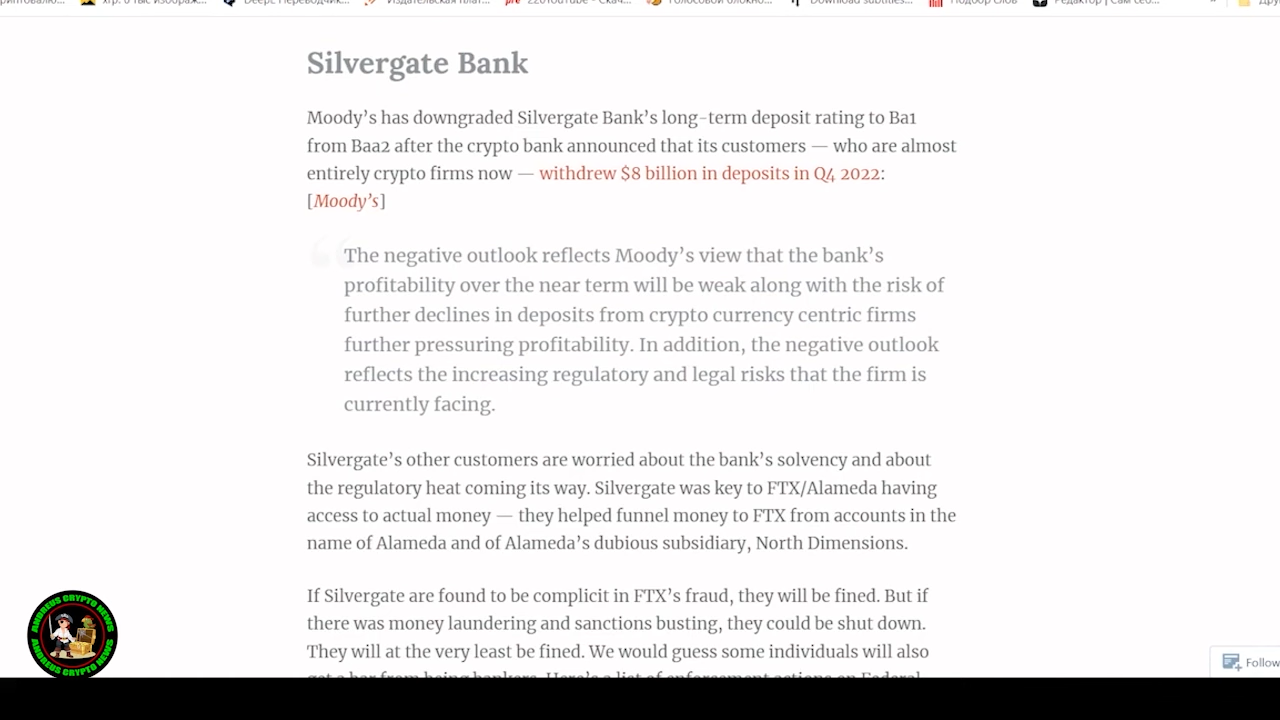 Silvergate Bank
Moody’s has downgraded Silvergate Bank’s long-term deposit rating to Ba1
from Baa2 after the crypto bank announced that its customers — who are almost
entirely crypto firms now — withdrew $8 billion in deposits in Q4 2022:
[Moody’s]
The negative outlook reflects Moody’s view that the bank’s
profitability over the near term will be weak along with the risk of
further declines in deposits from crypto currency centric firms
further pressuring profitability. In addition, the negative outlook
reflects the increasing regulatory and legal risks that the firm is
currently facing.
Silvergate’s other customers are worried about the bank’s solvency and about
the regulatory heat coming its way. Silvergate was key to FTX/Alameda having
access to actual money — they helped funnel money to FTX from accounts in the
name of Alameda and of Alameda’s dubious subsidiary, North Dimensions.
If Silvergate are found to be complicit in FTX’s fraud, they will be fined. But if
there was money laundering and sanctions busting, they could be shut down.
They will at the very least be fined. We would guess some individuals will also
ANDREUS CRYPTO NEWS
ANDREUS CRYPTO NEWS
Follow